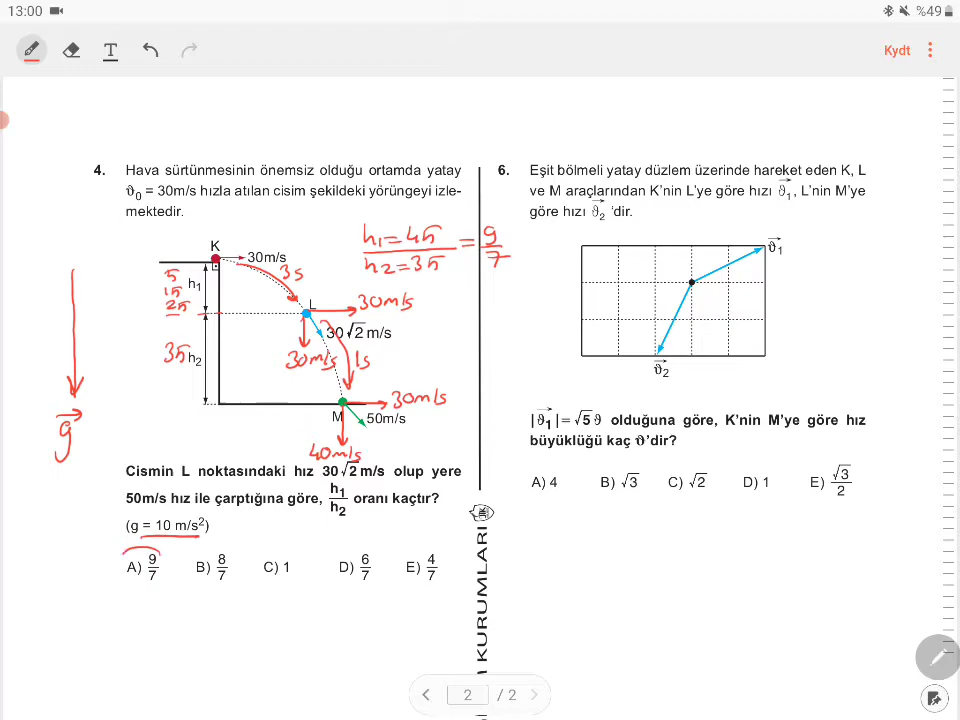 13:00
%49
T
Kydt
4. Hava sürtünmesinin önemsiz olduğu ortamda yatay
ϑ0 = 30m/s hızla atılan cisim şekildeki yörüngeyi izle-
mektedir.
h1=45
h2=35
= 9/7
K
30m/s
3s
5
15
25
h1
L
30m/s
30√2 m/s
30m/s
1s
35
h2
30m/s
M
50m/s
40m/s
g
Cismin L noktasındaki hız 30√2 m/s olup yere
50m/s hız ile çarptığına göre, h1/h2 oranı kaçtır?
(g = 10 m/s²)
A) 9/7 B) 8/7 C) 1 D) 6/7 E) 4/7
6. Eşit bölmeli yatay düzlem üzerinde hareket eden K, L
ve M araçlarından K'nin L'ye göre hızı ϑ1, L'nin M'ye
göre hızı ϑ2 'dir.
ϑ1
ϑ2
|ϑ1| = √5 ϑ olduğuna göre, K'nin M'ye göre hız
büyüklüğü kaç ϑ'dir?
A) 4 B) √3 C) √2 D) 1 E) √3/2
KURUMLARI
2 / 2